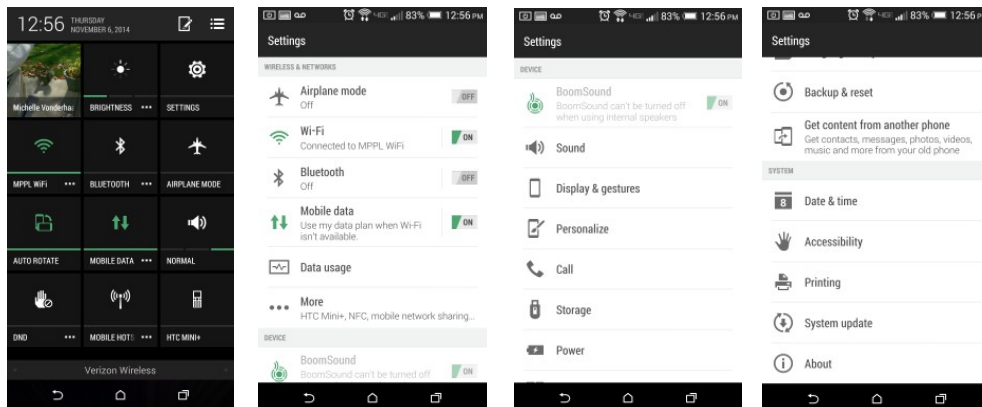 12:56 THURSDAY
NOVEMBER 6, 2014
Michelle Vonderha:
BRIGHTNESS •••
SETTINGS
MPPL WiFi •••
BLUETOOTH •••
AIRPLANE MODE
AUTO ROTATE
MOBILE DATA •••
NORMAL
DND •••
MOBILE HOTS •••
HTC MINI+
Verizon Wireless
83% 12:56 PM
Settings
WIRELESS & NETWORKS
Airplane mode
Off
OFF
Wi-Fi
Connected to MPPL WiFi
ON
Bluetooth
Off
OFF
Mobile data
Use my data plan when Wi-Fi
isn't available.
ON
Data usage
More
HTC Mini+, NFC, mobile network sharing...
DEVICE
BoomSound
BoomSound can't be turned off
ON
83% 12:56 PM
Settings
DEVICE
BoomSound
BoomSound can't be turned off
when using internal speakers
ON
Sound
Display & gestures
Personalize
Call
Storage
Power
83% 12:56 P
Settings
Backup & reset
Get content from another phone
Get contacts, messages, photos, videos,
music and more from your old phone
SYSTEM
8 Date & time
Accessibility
Printing
System update
About